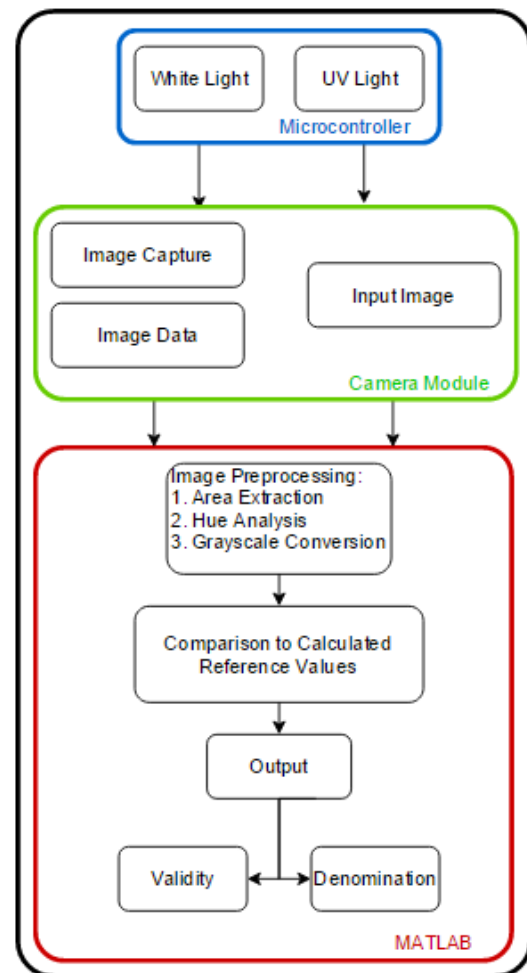 White Light
UV Light
Microcontroller
Image Capture
Input Image
Image Data
Camera Module
Image Preprocessing:
1. Area Extraction
2. Hue Analysis
3. Grayscale Conversion
Comparison to Calculated
Reference Values
Output
Validity
Denomination
MATLAB